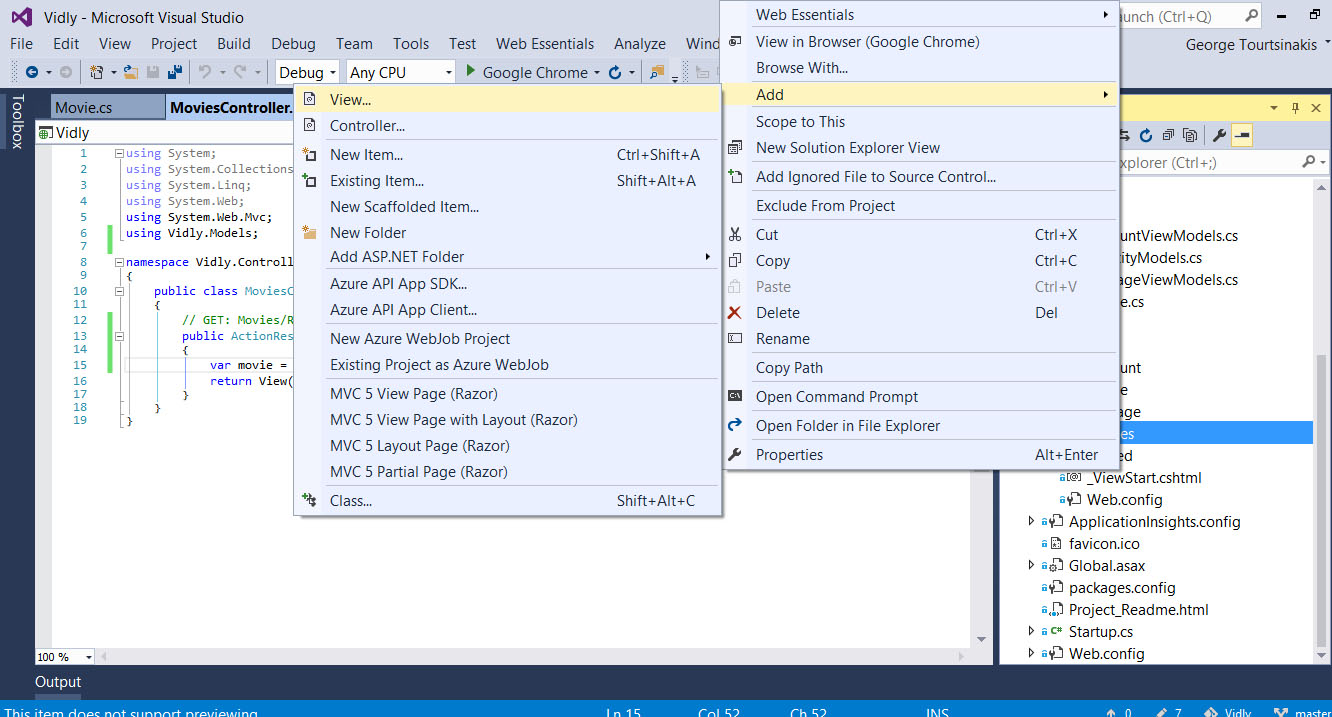 Vidly - Microsoft Visual Studio
unch (Ctrl+Q)
File Edit View Project Build Debug Team Tools Test Web Essentials Analyze Wind
George Tourtsinakis
Debug Any CPU Google Chrome
Toolbox
Movie.cs MoviesController.
Vidly
1 using System;
2 using System.Collections
3 using System.Linq;
4 using System.Web;
5 using System.Web.Mvc;
6 using Vidly.Models;
7
8 namespace Vidly.Controll
9 {
10 public class MoviesC
11 {
12 // GET: Movies/R
13 public ActionRes
14 {
15 var movie =
16 return View(
17 }
18 }
19 }
View...
Controller...
New Item... Ctrl+Shift+A
Existing Item... Shift+Alt+A
New Scaffolded Item...
New Folder
Add ASP.NET Folder
Azure API App SDK...
Azure API App Client...
New Azure WebJob Project
Existing Project as Azure WebJob
MVC 5 View Page (Razor)
MVC 5 View Page with Layout (Razor)
MVC 5 Layout Page (Razor)
MVC 5 Partial Page (Razor)
Class... Shift+Alt+C
Web Essentials
View in Browser (Google Chrome)
Browse With...
Add
Scope to This
New Solution Explorer View
Add Ignored File to Source Control...
Exclude From Project
Cut Ctrl+X
Copy Ctrl+C
Paste Ctrl+V
Delete Del
Rename
Copy Path
Open Command Prompt
Open Folder in File Explorer
Properties Alt+Enter
xplorer (Ctrl+;)
untViewModels.cs
tityModels.cs
ageViewModels.cs
e.cs
unt
e
age
es
ed
_ViewStart.cshtml
Web.config
ApplicationInsights.config
favicon.ico
Global.asax
packages.config
Project_Readme.html
Startup.cs
Web.config
100 %
Output
This item does not support previewing
Ln 15 Col 52 Ch 52 INS 0 7 Vidly master